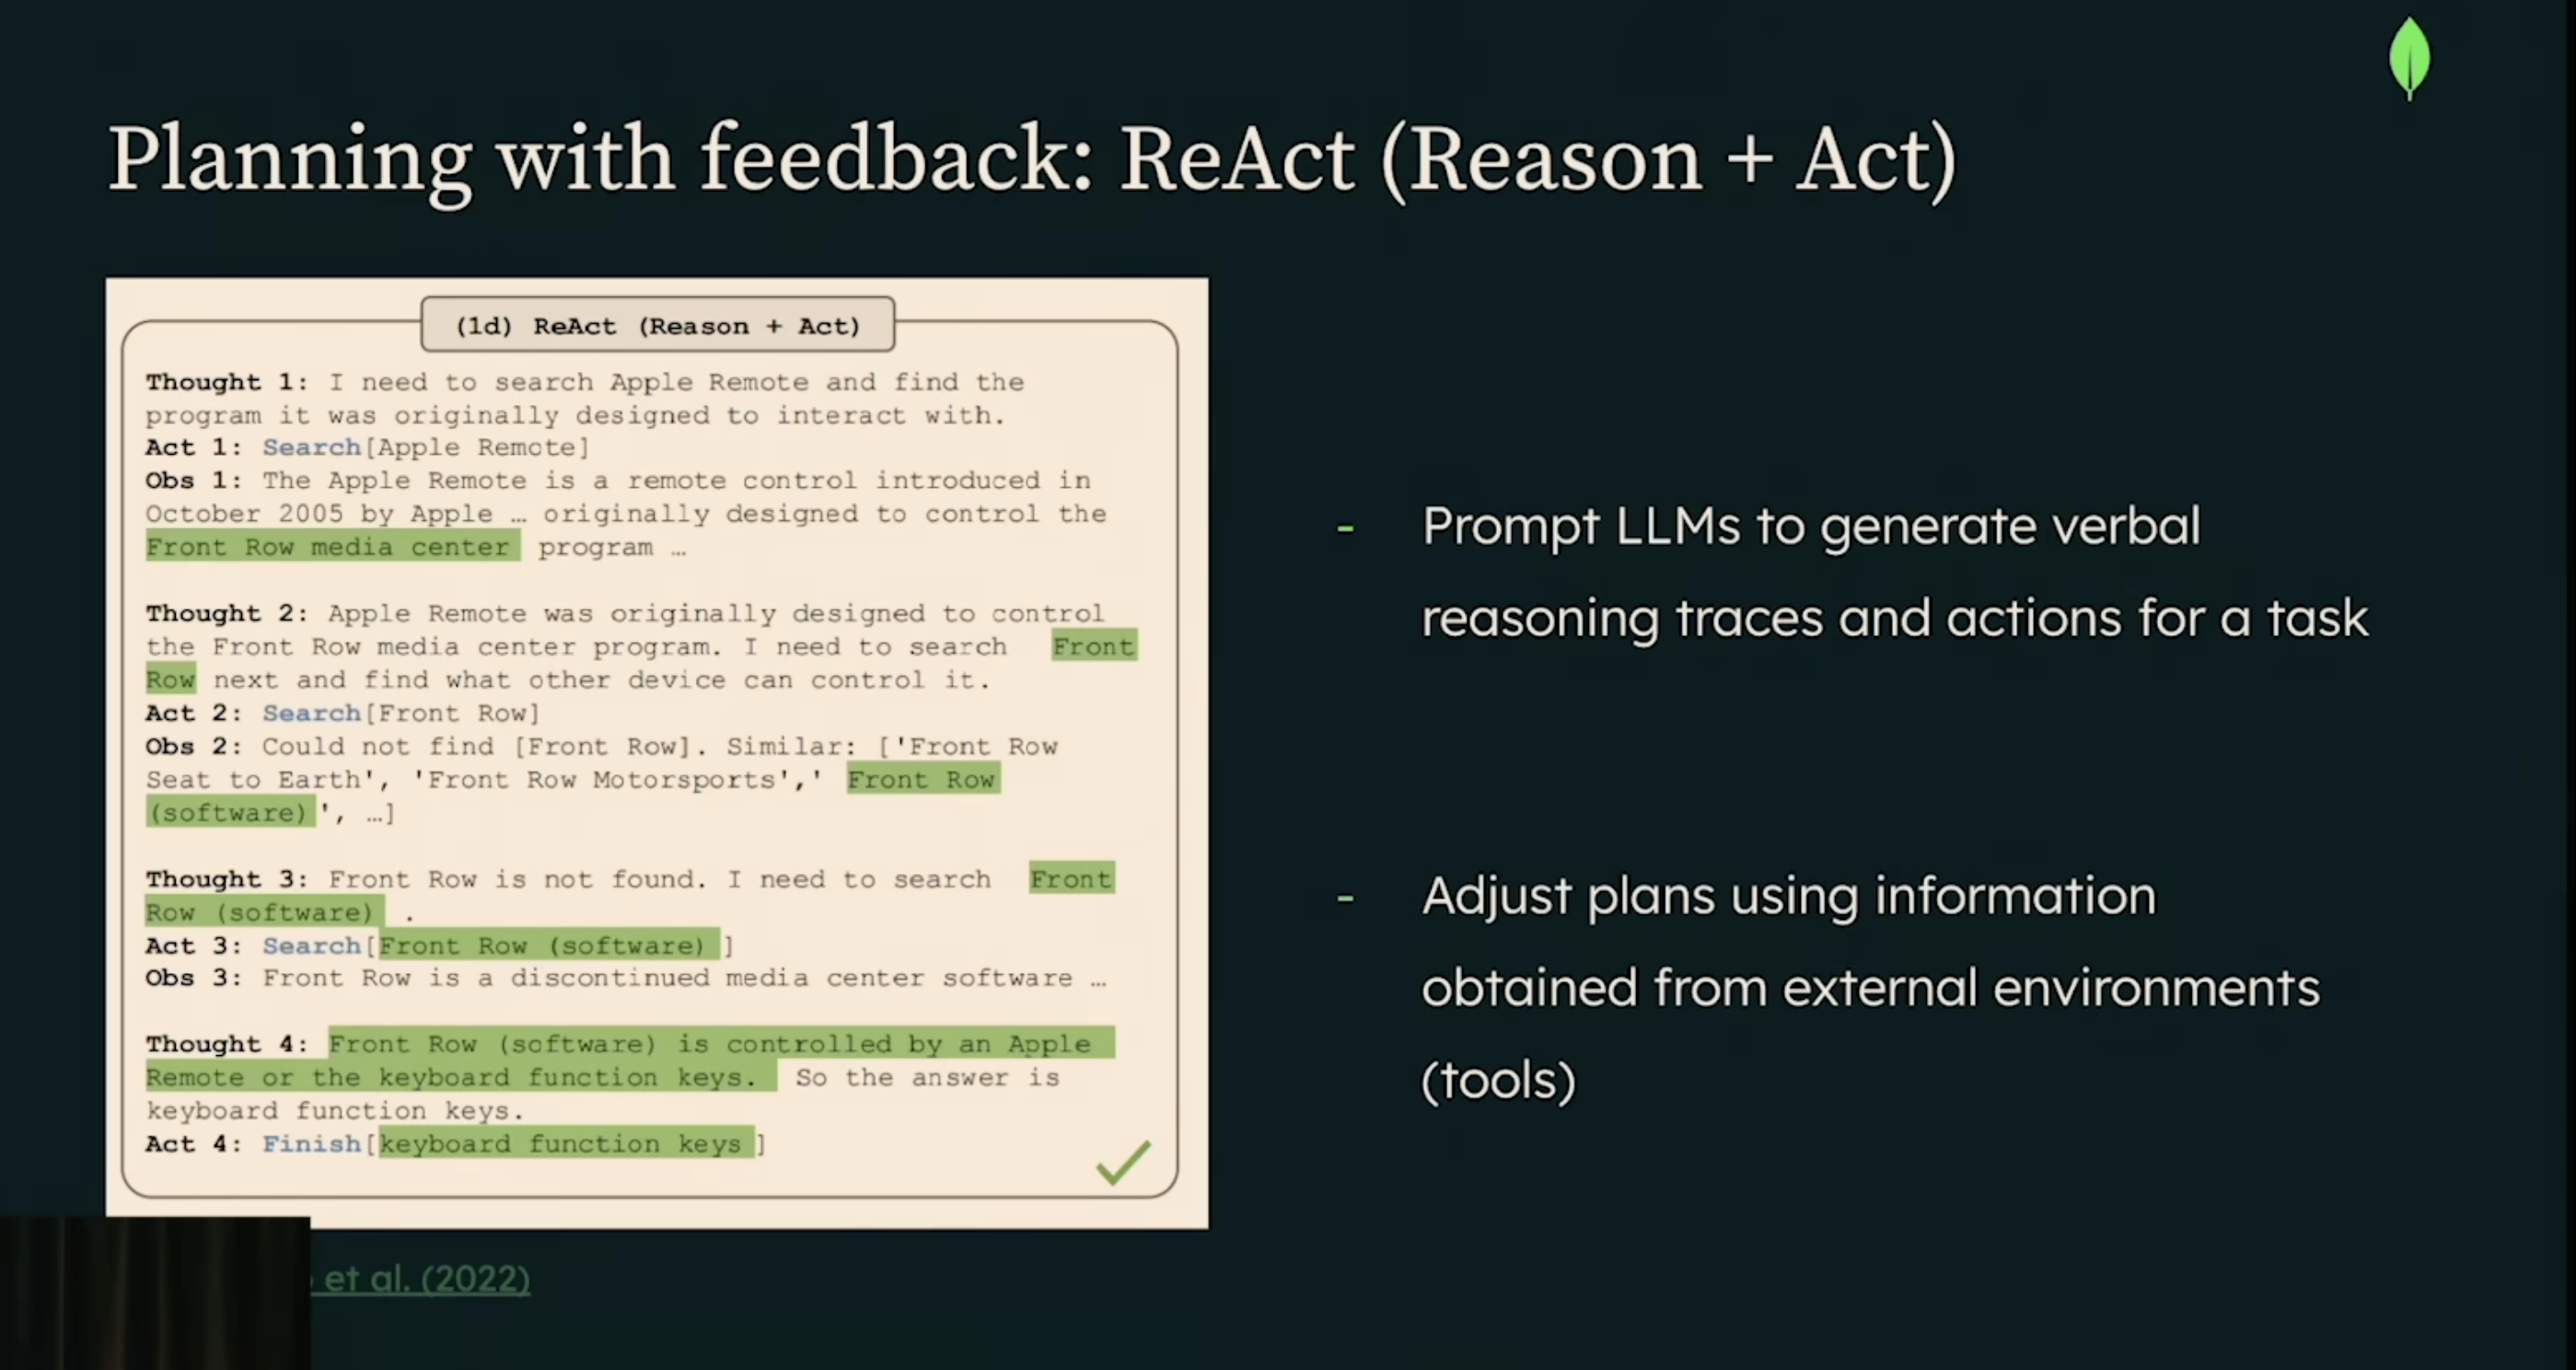 Planning with feedback: ReAct (Reason + Act)
(1d) ReAct (Reason + Act)
Thought 1: I need to search Apple Remote and find the
program it was originally designed to interact with.
Act 1: Search[Apple Remote]
Obs 1: The Apple Remote is a remote control introduced in
October 2005 by Apple … originally designed to control the
Front Row media center program …
Thought 2: Apple Remote was originally designed to control
the Front Row media center program. I need to search Front
Row next and find what other device can control it.
Act 2: Search[Front Row]
Obs 2: Could not find [Front Row]. Similar: ['Front Row
Seat to Earth', 'Front Row Motorsports',' Front Row
(software)', …]
Thought 3: Front Row is not found. I need to search Front
Row (software) .
Act 3: Search[Front Row (software) ]
Obs 3: Front Row is a discontinued media center software …
Thought 4: Front Row (software) is controlled by an Apple
Remote or the keyboard function keys. So the answer is
keyboard function keys.
Act 4: Finish[keyboard function keys ]
et al. (2022)
- Prompt LLMs to generate verbal
reasoning traces and actions for a task
- Adjust plans using information
obtained from external environments
(tools)